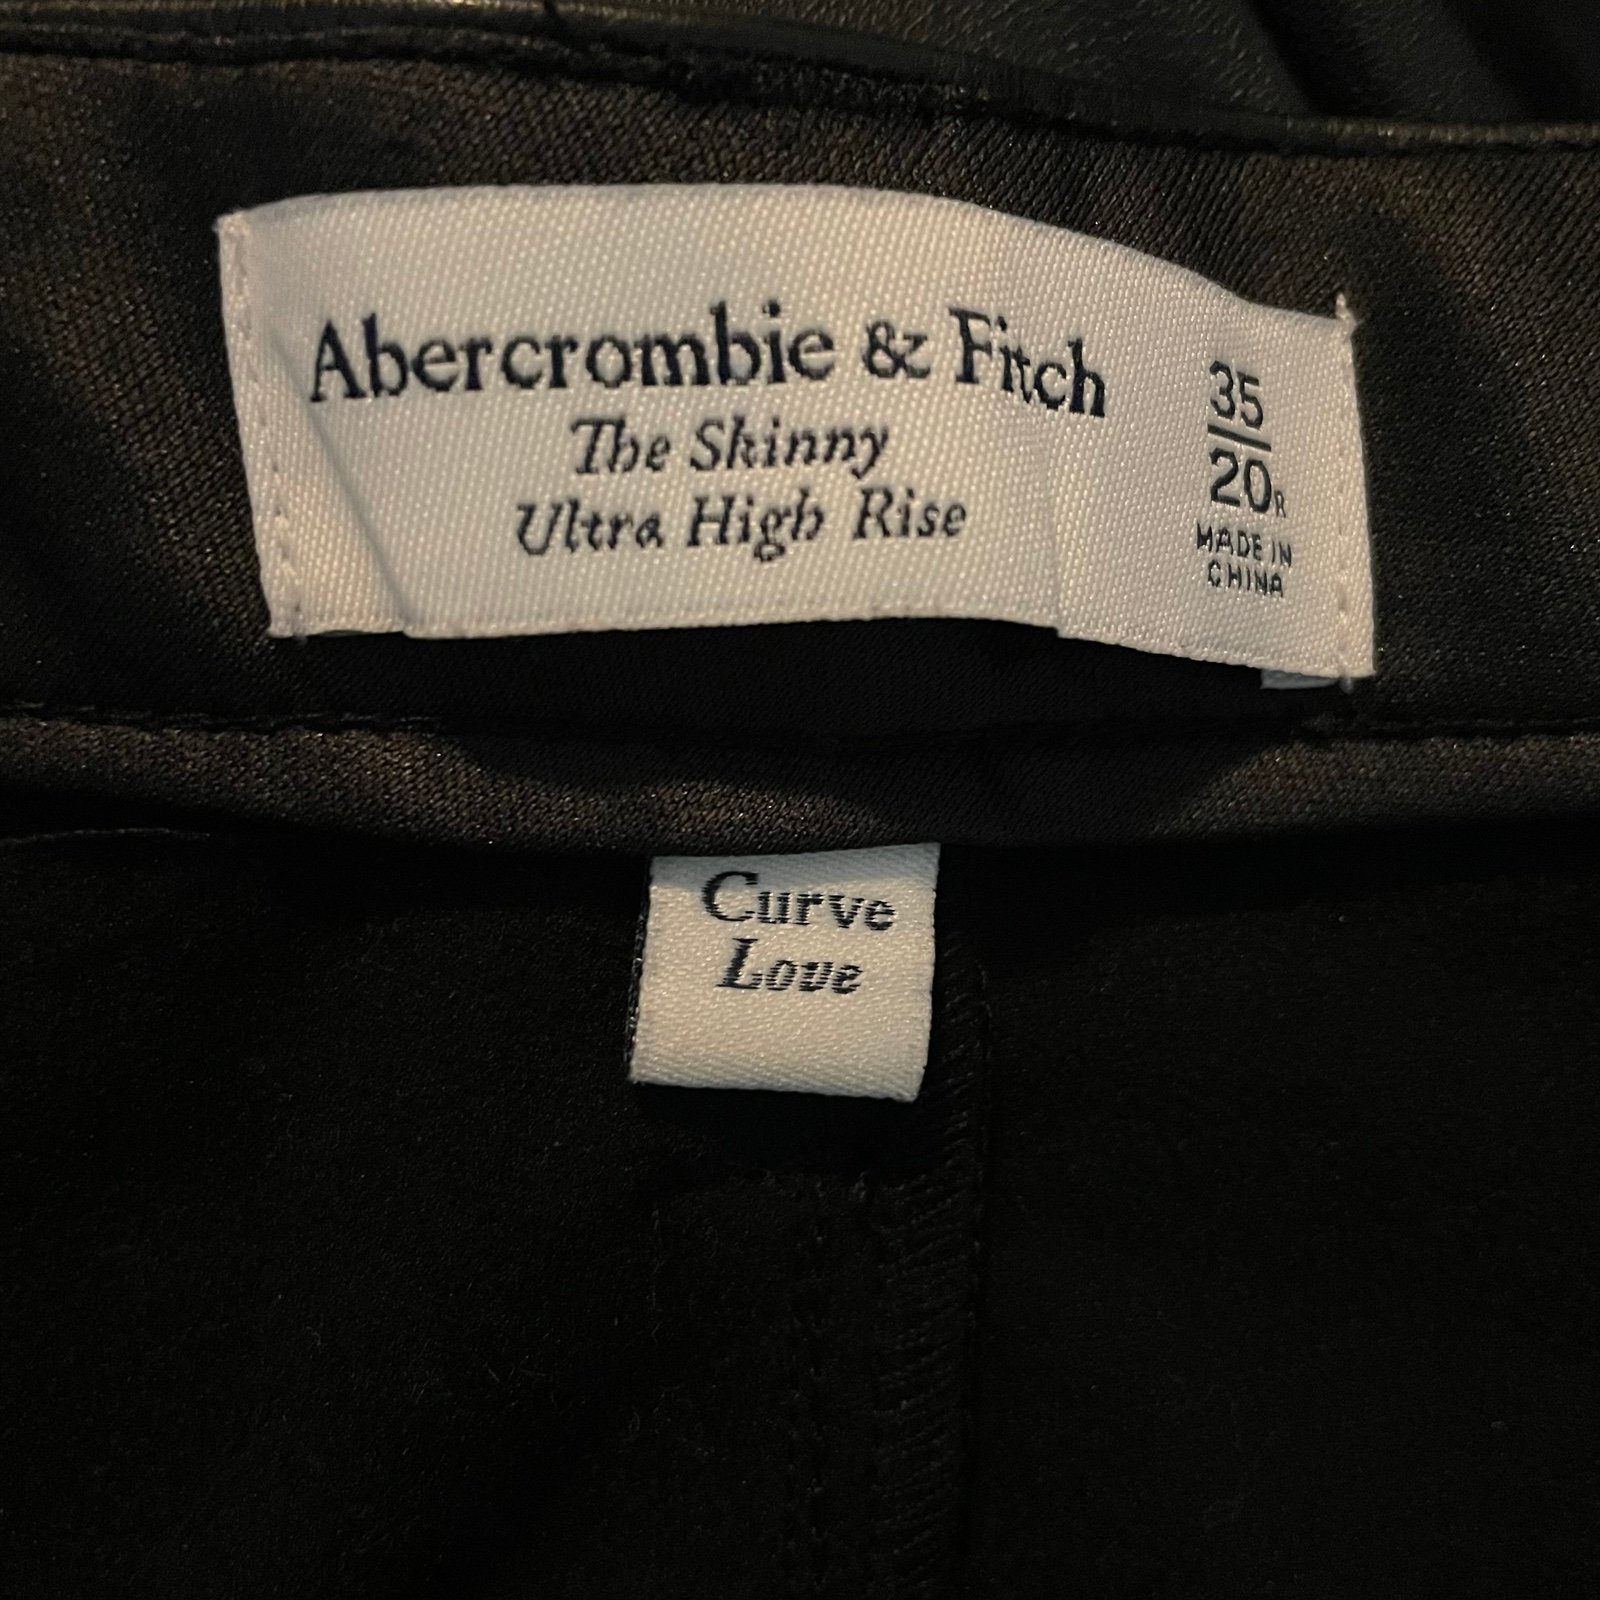 Abercrombie & Fitch
The Skinny
Ultra High Rise
35
20R
MADE IN
CHINA
Curve
Love